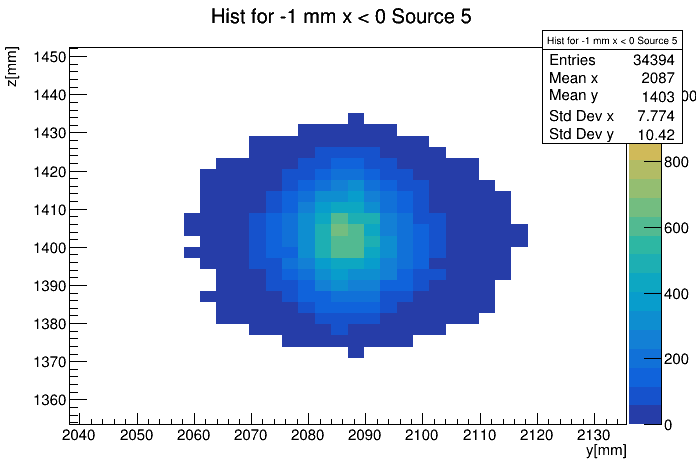 Hist for -1 mm x < 0 Source 5
Hist for -1 mm x < 0 Source 5
Entries 34394
Mean x 2087
Mean y 1403
Std Dev x 7.774
Std Dev y 10.42
z[mm]
1450
1440
1430
1420
1410
1400
1390
1380
1370
1360
2040 2050 2060 2070 2080 2090 2100 2110 2120 2130
y[mm]
00
800
600
400
200
0